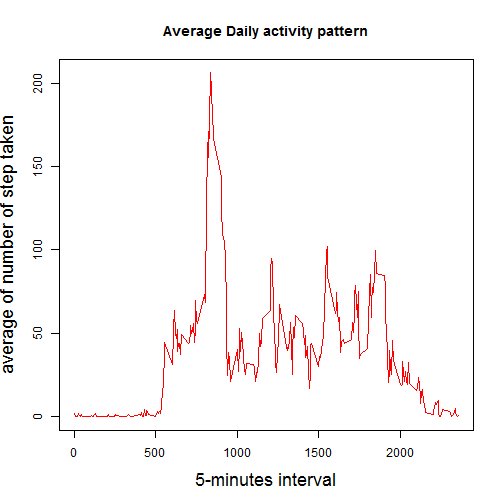 Average Daily activity pattern
average of number of step taken
200
150
100
50
0
0 500 1000 1500 2000
5-minutes interval